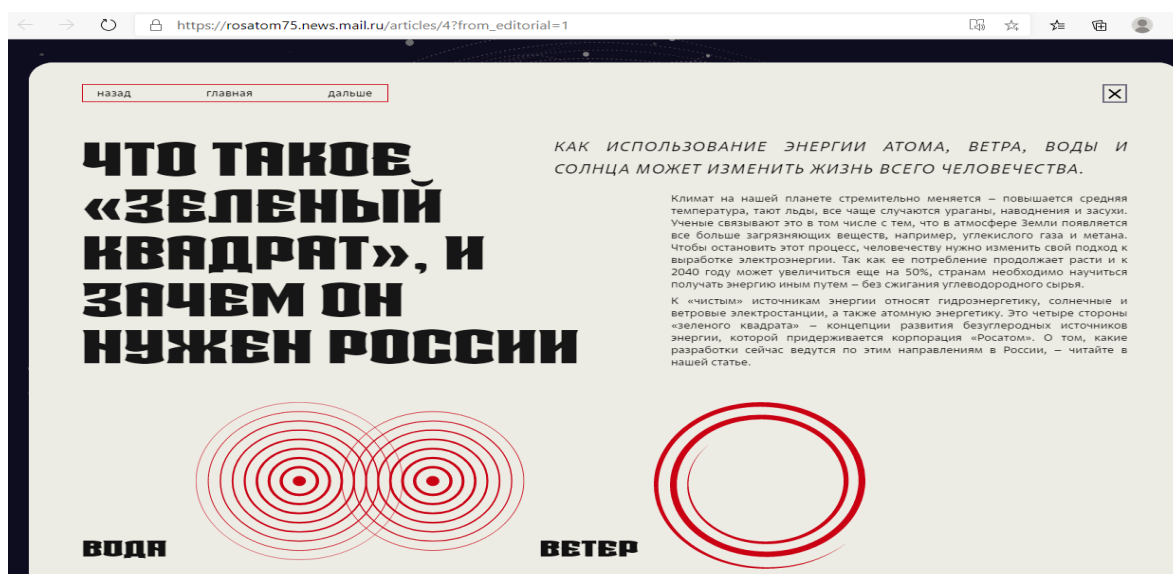 https://rosatom75.news.mail.ru/articles/4?from_editorial=1
назад главная дальше
ЧТО ТАКОЕ
«ЗЕЛЕНЫЙ
КВАДРАТ», И
ЗАЧЕМ ОН
НУЖЕН РОССИИ
КАК ИСПОЛЬЗОВАНИЕ ЭНЕРГИИ АТОМА, ВЕТРА, ВОДЫ И
СОЛНЦА МОЖЕТ ИЗМЕНИТЬ ЖИЗНЬ ВСЕГО ЧЕЛОВЕЧЕСТВА.
Климат на нашей планете стремительно меняется – повышается средняя
температура, тают льды, все чаще случаются ураганы, наводнения и засухи.
Ученые связывают это в том числе с тем, что в атмосфере Земли появляется
все больше загрязняющих веществ, например, углекислого газа и метана.
Чтобы остановить этот процесс, человечеству нужно изменить свой подход к
выработке электроэнергии. Так как ее потребление продолжает расти и к
2040 году может увеличиться еще на 50%, странам необходимо научиться
получать энергию иным путем – без сжигания углеводородного сырья.
К «чистым» источникам энергии относят гидроэнергетику, солнечные и
ветровые электростанции, а также атомную энергетику. Это четыре стороны
«зеленого квадрата» – концепции развития безуглеродных источников
энергии, которой придерживается корпорация «Росатом». О том, какие
разработки сейчас ведутся по этим направлениям в России, – читайте в
нашей статье.
ВОДА
ВЕТЕР